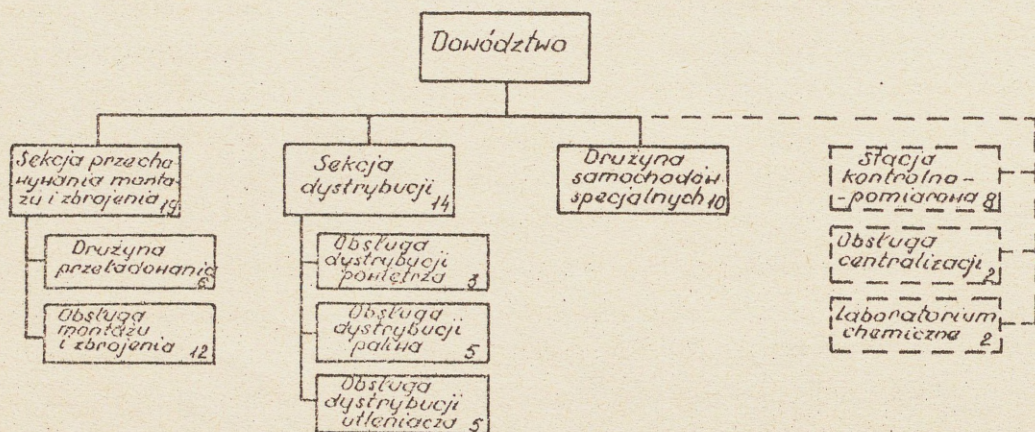 Dowództwo
Sekcja przecho
wywania monta-
żu i zbrojenia 19
Drużyna
przeładowania
6
Obsługa
montażu
i zbrojenia 12
Sekcja
dystrybucji
14
Obsługa
dystrybucji
powietrza 3
Obsługa
dystrybucji
paliwa 5
Obsługa
dystrybucji
utleniacza 5
Drużyna
samochodów
specjalnych 10
Stacja
kontrolno-
-pomiarowa 8
Obsługa
centralizacji
2
Laboratorium
chemiczne 2